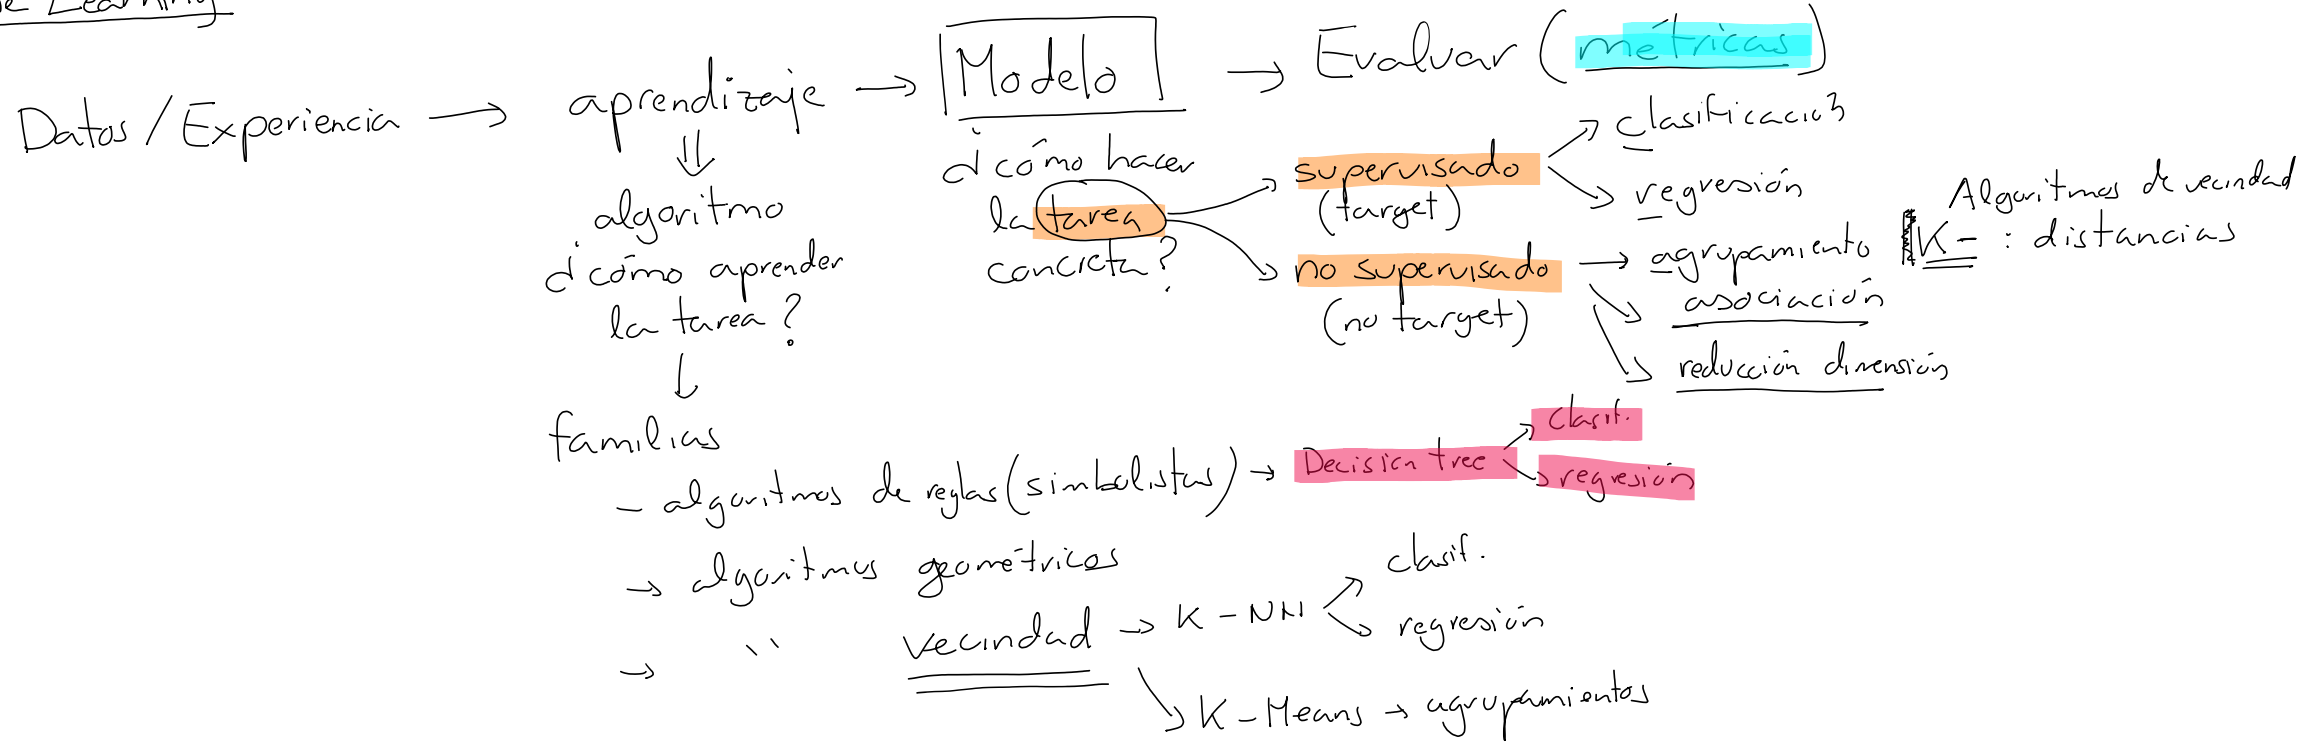 Learning
Datos / Experiencia → aprendizaje → Modelo → Evaluar (métricas)
algoritmo
¿cómo aprender
la tarea?
familias
¿cómo hacer
la tarea
concreta?
supervisado
(target)
clasificación
regresión
no supervisado
(no target)
agrupamiento
asociación
reducción dimensión
Algoritmos de vecindad
K- : distancias
- algoritmos de reglas (simbolistas) → Decision tree
clasif.
regresión
→ algoritmos geométricos
→ '' vecindad → K-NN
clasif.
regresión
K-Means → agrupamientos